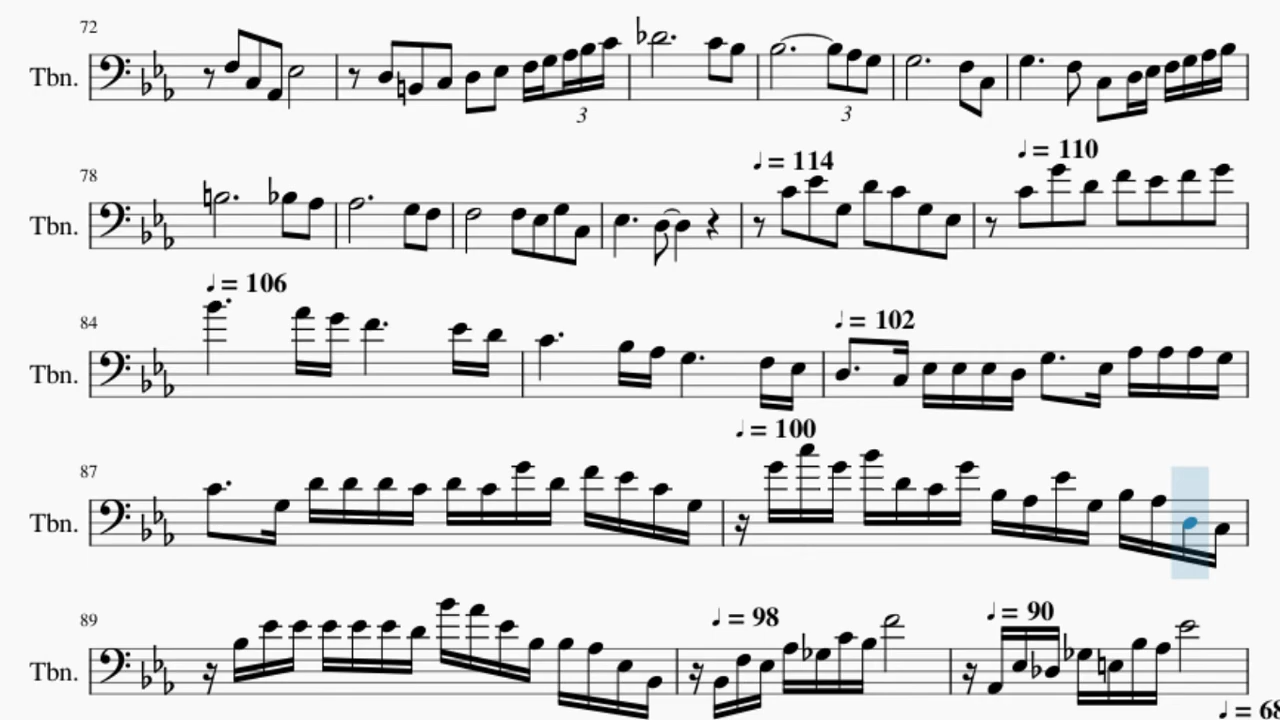 72
Tbn.
3
3
78
♩ = 114
♩ = 110
Tbn.
♩ = 106
84
♩ = 102
Tbn.
♩ = 100
87
Tbn.
89
♩ = 98
♩ = 90
Tbn.
♩ = 68